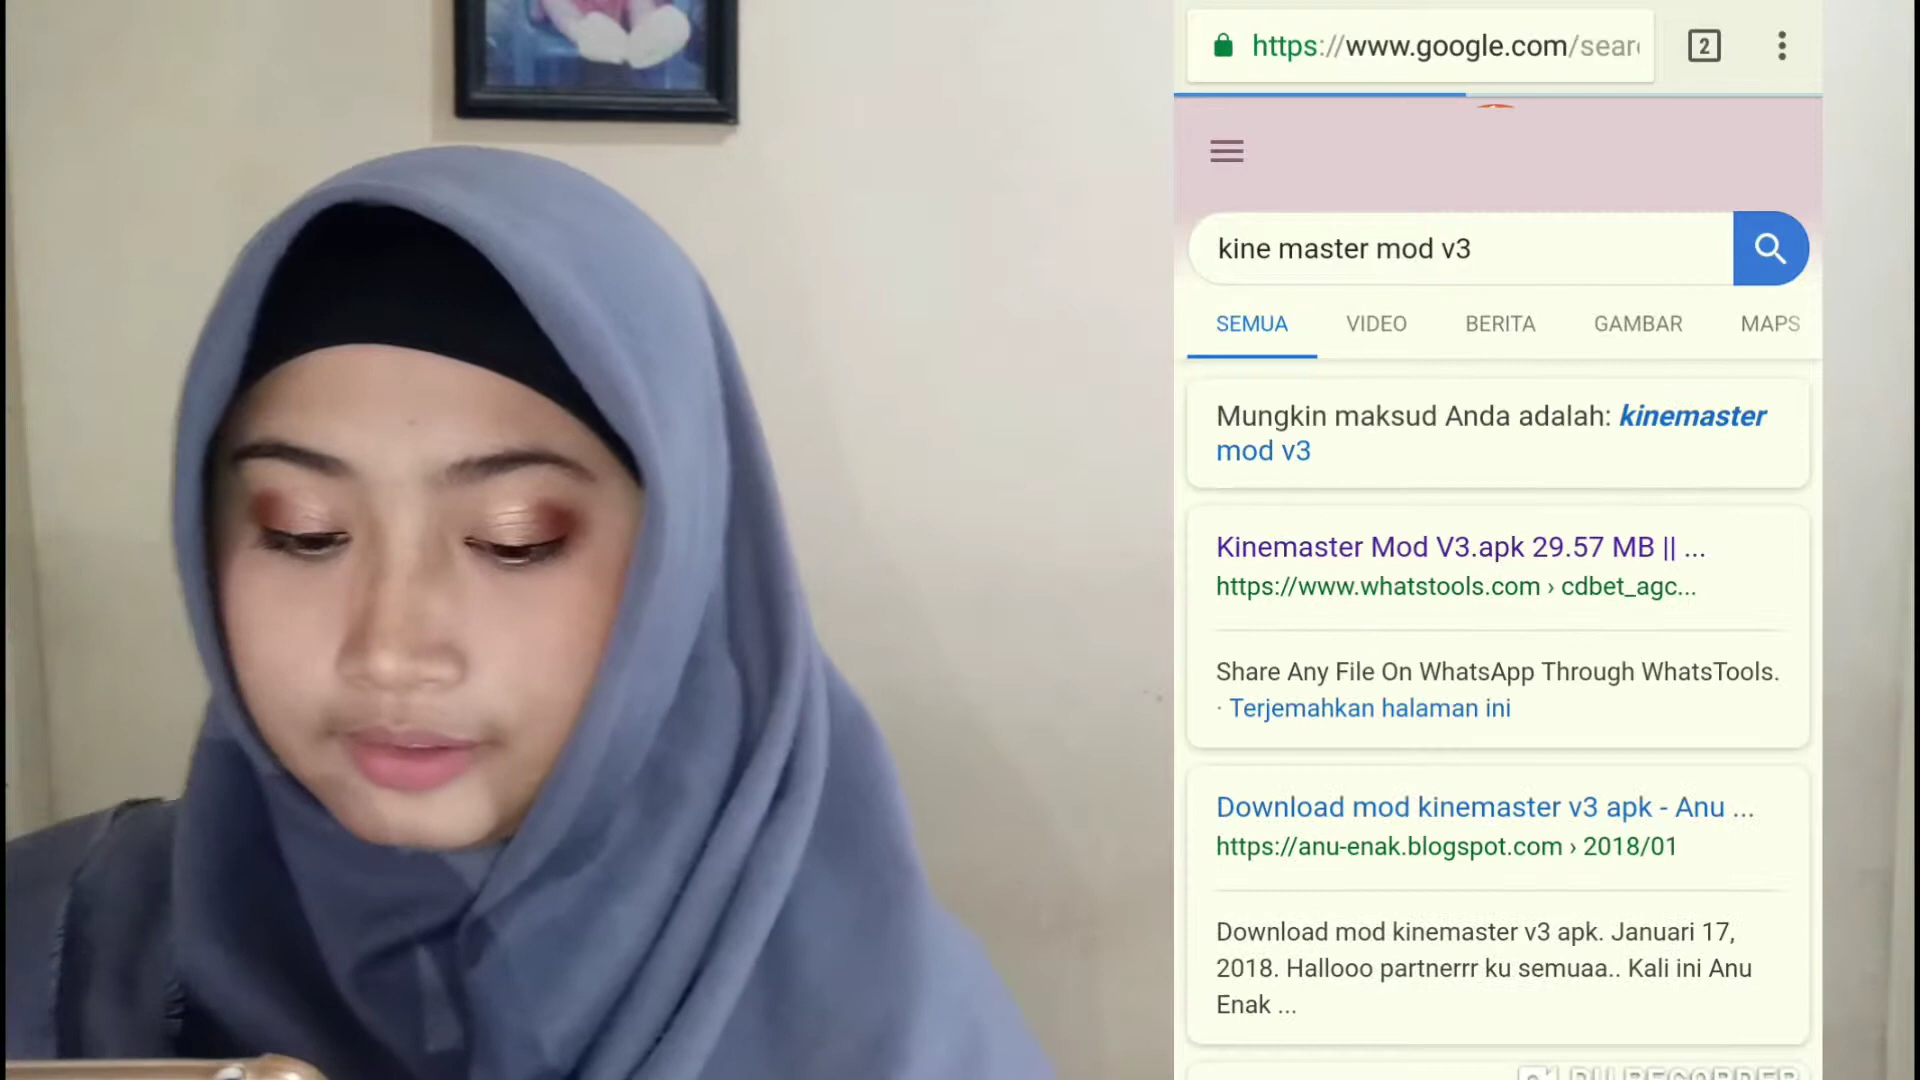 https://www.google.com/sear
2
kine master mod v3
SEMUA VIDEO BERITA GAMBAR MAPS
Mungkin maksud Anda adalah: kinemaster
mod v3
Kinemaster Mod V3.apk 29.57 MB || ...
https://www.whatstools.com › cdbet_agc...
Share Any File On WhatsApp Through WhatsTools.
· Terjemahkan halaman ini
Download mod kinemaster v3 apk - Anu ...
https://anu-enak.blogspot.com › 2018/01
Download mod kinemaster v3 apk. Januari 17,
2018. Hallooo partnerrr ku semuaa.. Kali ini Anu
Enak ...
DU RECORDER